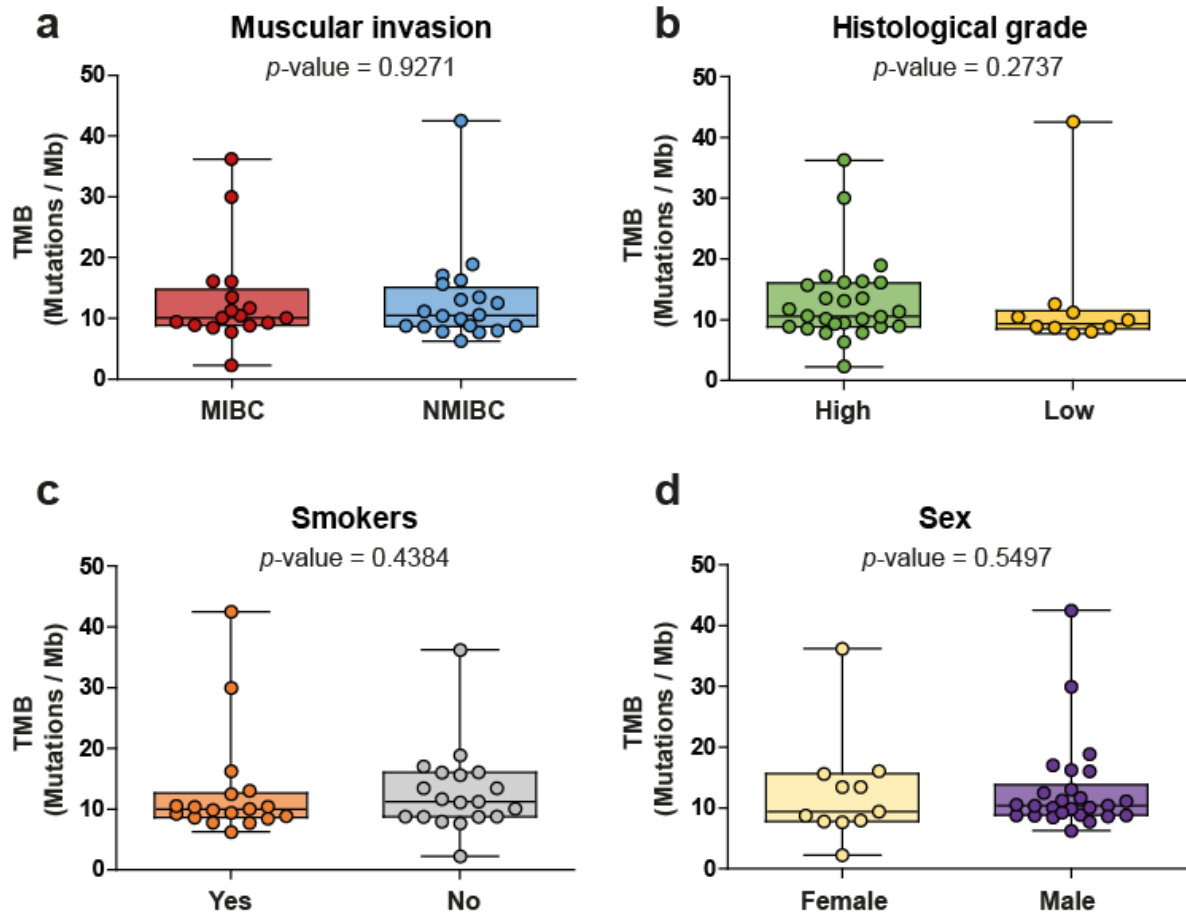 a
Muscular invasion
p-value = 0.9271
TMB
(Mutations / Mb)
50
40
30
20
10
0
MIBC
NMIBC
b
Histological grade
p-value = 0.2737
TMB
(Mutations / Mb)
50
40
30
20
10
0
High
Low
c
Smokers
p-value = 0.4384
TMB
(Mutations / Mb)
50
40
30
20
10
0
Yes
No
d
Sex
p-value = 0.5497
TMB
(Mutations / Mb)
50
40
30
20
10
0
Female
Male